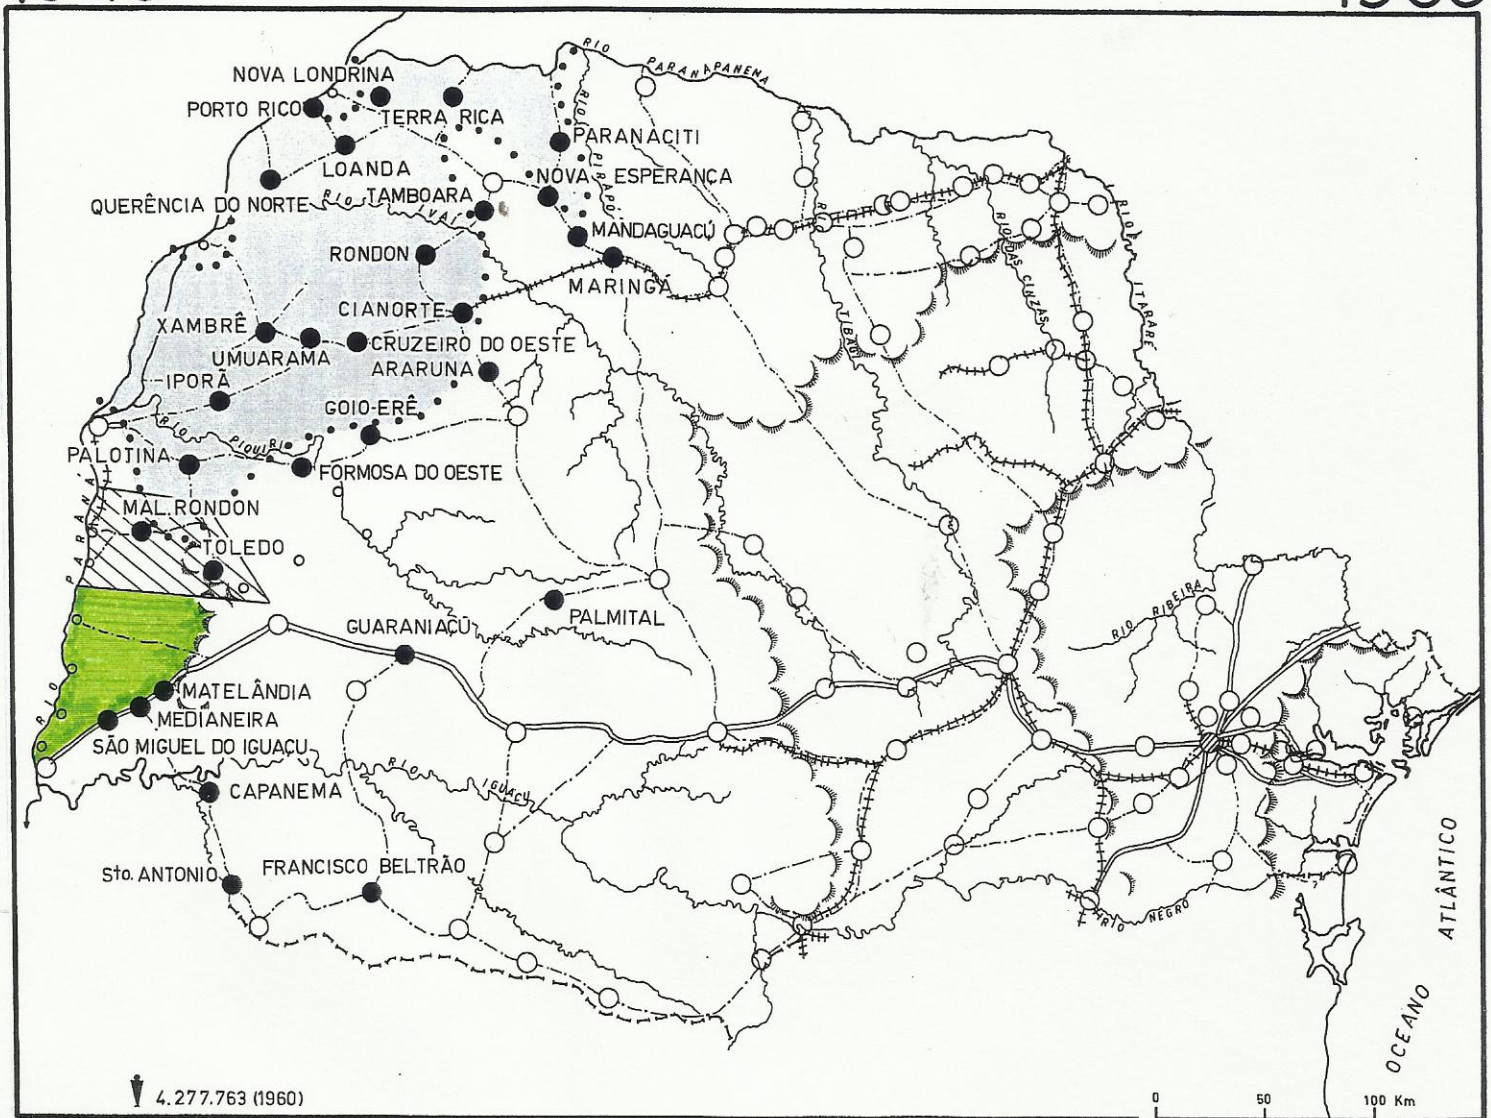 RIO
PARANAPANENA
NOVA LONDRINA
PORTO RICO
TERRA RICA
RIO
PIRAPÓ
PARANACITI
LOANDA
NOVA ESPERANÇA
QUERÊNCIA DO NORTE
RIO
IVAÍ
TAMBOARA
MANDAGUACÚ
RONDON
MARINGÁ
RIO
TIBAGI
RIO DAS CINZAS
RIO
ITARARÉ
CIANORTE
XAMBRÊ
UMUARAMA
CRUZEIRO DO OESTE
ARARUNA
IPORÃ
GOIO-ERÊ
RIO
PIQUIRI
PALOTINA
FORMOSA DO OESTE
MAL. RONDON
TOLEDO
PARANÁ
RIO
GUARANIAÇÚ
PALMITAL
RIO RIBEIRA
MATELÂNDIA
MEDIANEIRA
SÃO MIGUEL DO IGUAÇU
RIO
IGUAÇU
CAPANEMA
Sto. ANTONIO
FRANCISCO BELTRÃO
RIO
NEGRO
OCEANO
ATLÂNTICO
4.277.763 (1960)
0 50 100 Km